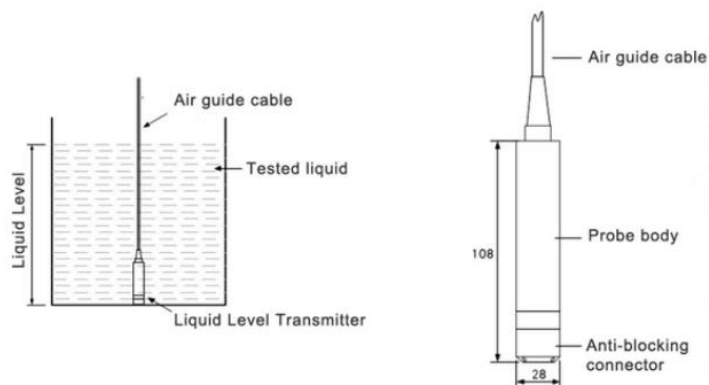 Air guide cable
Tested liquid
Liquid Level
Liquid Level Transmitter
Air guide cable
Probe body
108
Anti-blocking
connector
28